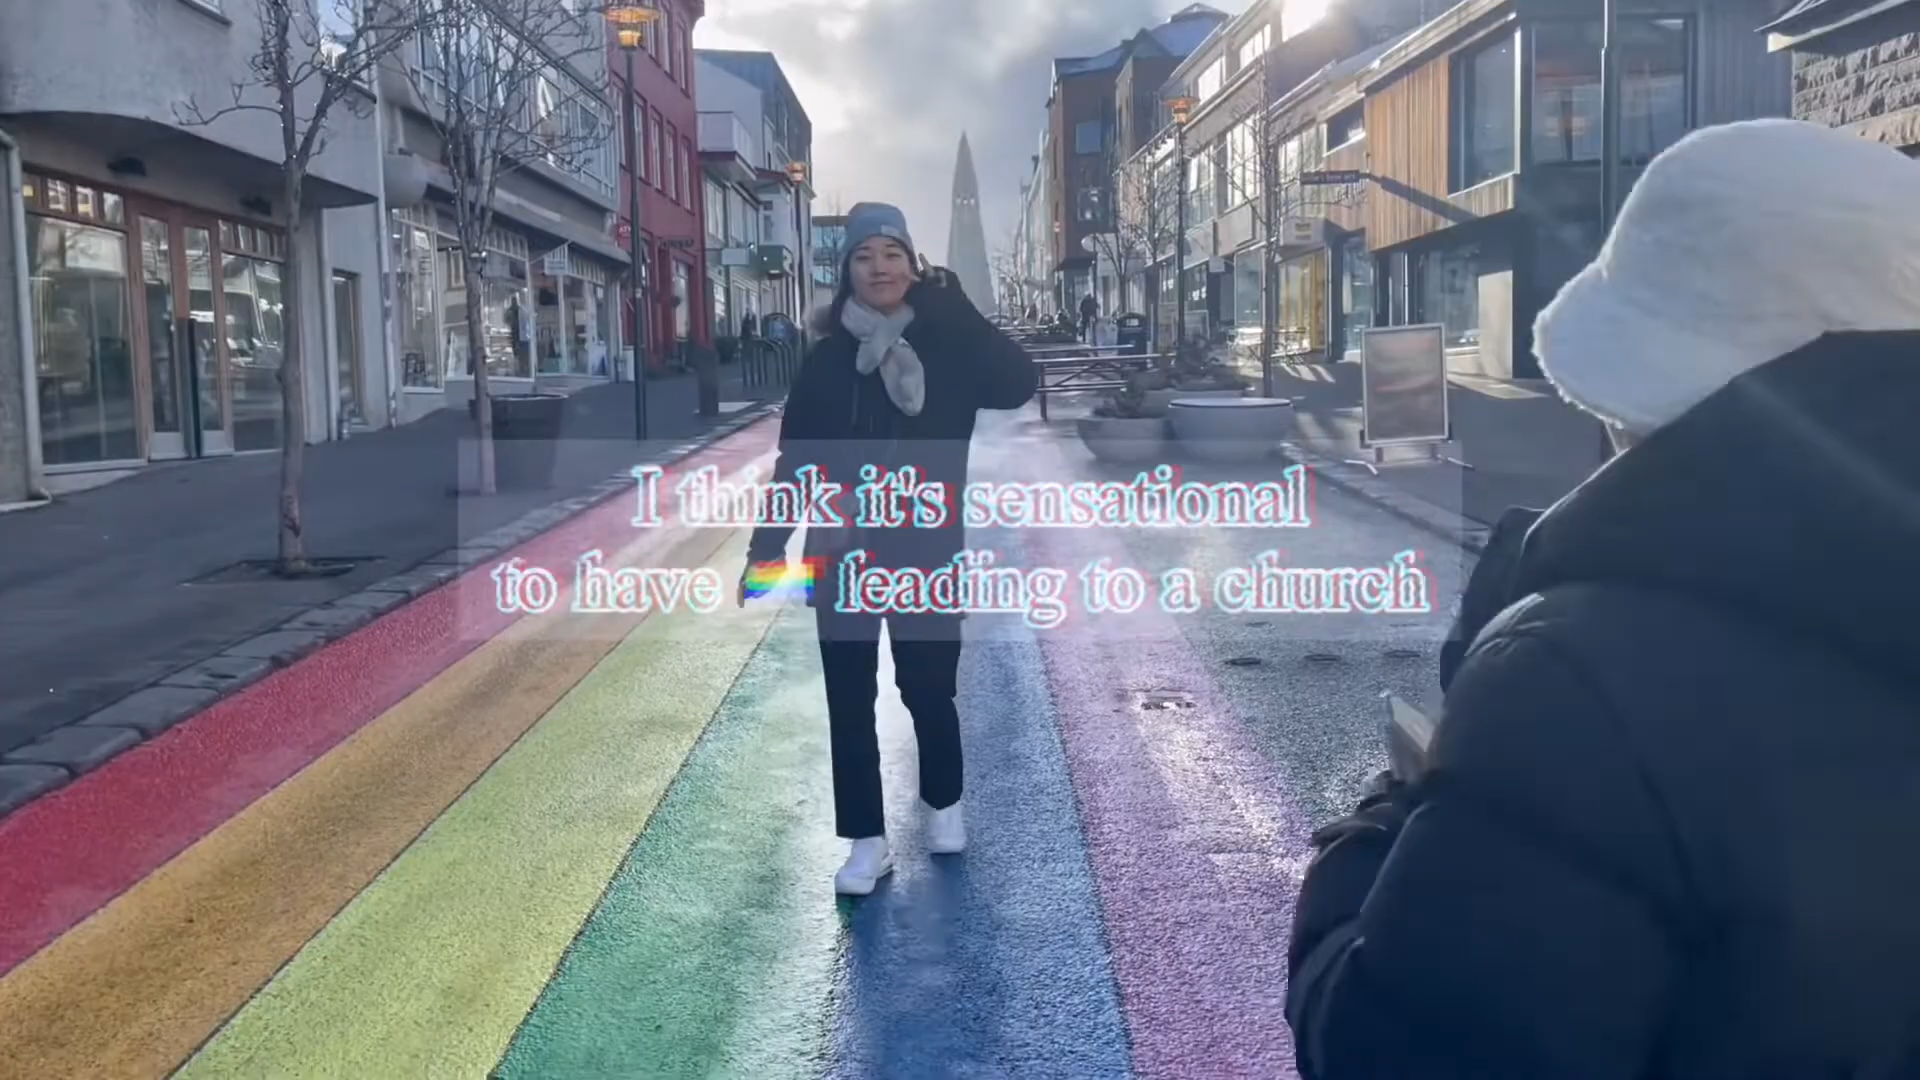 I think it's sensational
to have 🏳️‍🌈 leading to a church